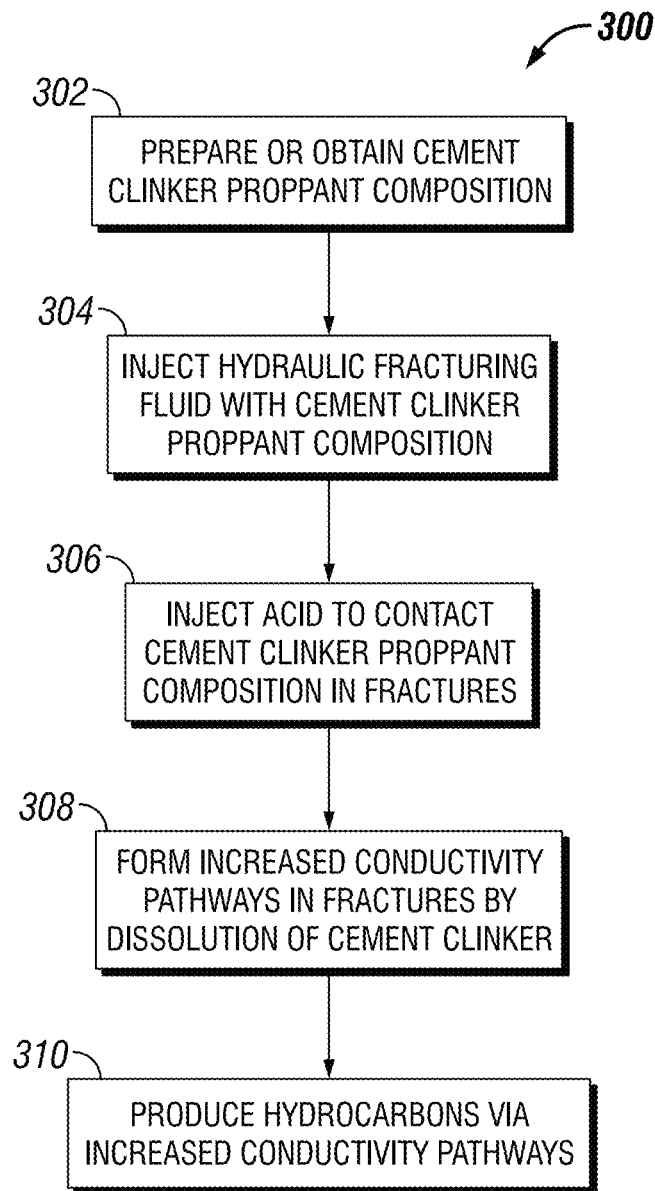 300
302
PREPARE OR OBTAIN CEMENT
CLINKER PROPPANT COMPOSITION
304
INJECT HYDRAULIC FRACTURING
FLUID WITH CEMENT CLINKER
PROPPANT COMPOSITION
306
INJECT ACID TO CONTACT
CEMENT CLINKER PROPPANT
COMPOSITION IN FRACTURES
308
FORM INCREASED CONDUCTIVITY
PATHWAYS IN FRACTURES BY
DISSOLUTION OF CEMENT CLINKER
310
PRODUCE HYDROCARBONS VIA
INCREASED CONDUCTIVITY PATHWAYS